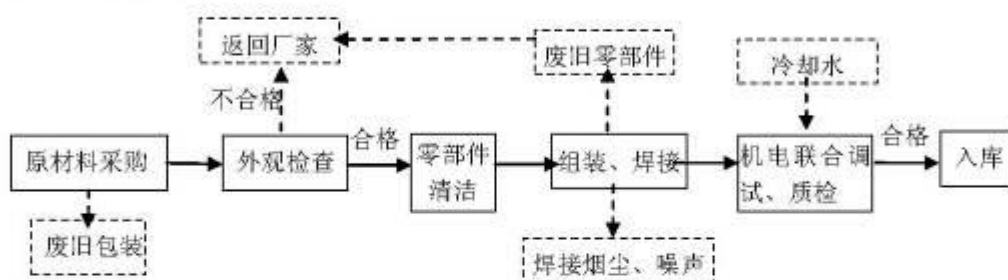 返回厂家
废旧零部件
冷却水
不合格
合格
合格
原材料采购
外观检查
零部件
清洁
组装、焊接
机电联合调
试、质检
入库
废旧包装
焊接烟尘、噪声